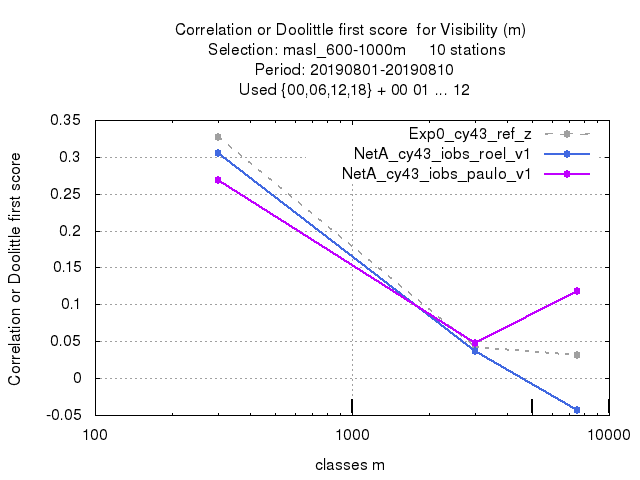 Correlation or Doolittle first score  for Visibility (m)
Selection: masl_600-1000m     10 stations
Period: 20190801-20190810
Used {00,06,12,18} + 00 01 ... 12
Exp0_cy43_ref_z
NetA_cy43_iobs_roel_v1
NetA_cy43_iobs_paulo_v1
Correlation or Doolittle first score
0.35
0.3
0.25
0.2
0.15
0.1
0.05
0
-0.05
100 1000 10000
classes m